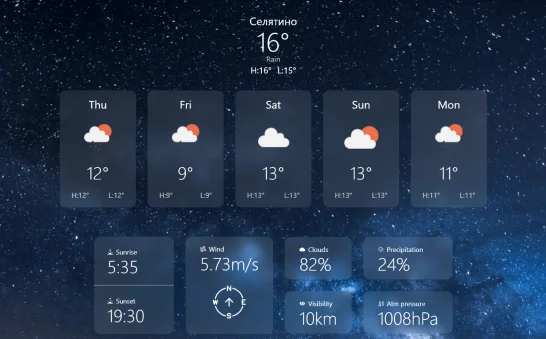 Селятино
16°
Rain
H:16° L:15°
Thu Fri Sat Sun Mon
12° 9° 13° 13° 11°
H:12° L:12° H:9° L:9° H:13° L:13° H:13° L:13° H:11° L:11°
Sunrise
5:35
Sunset
19:30
Wind
5.73m/s
N
W E
S
Clouds
82%
Precipitation
24%
Visibility
10km
Atm pressure
1008hPa